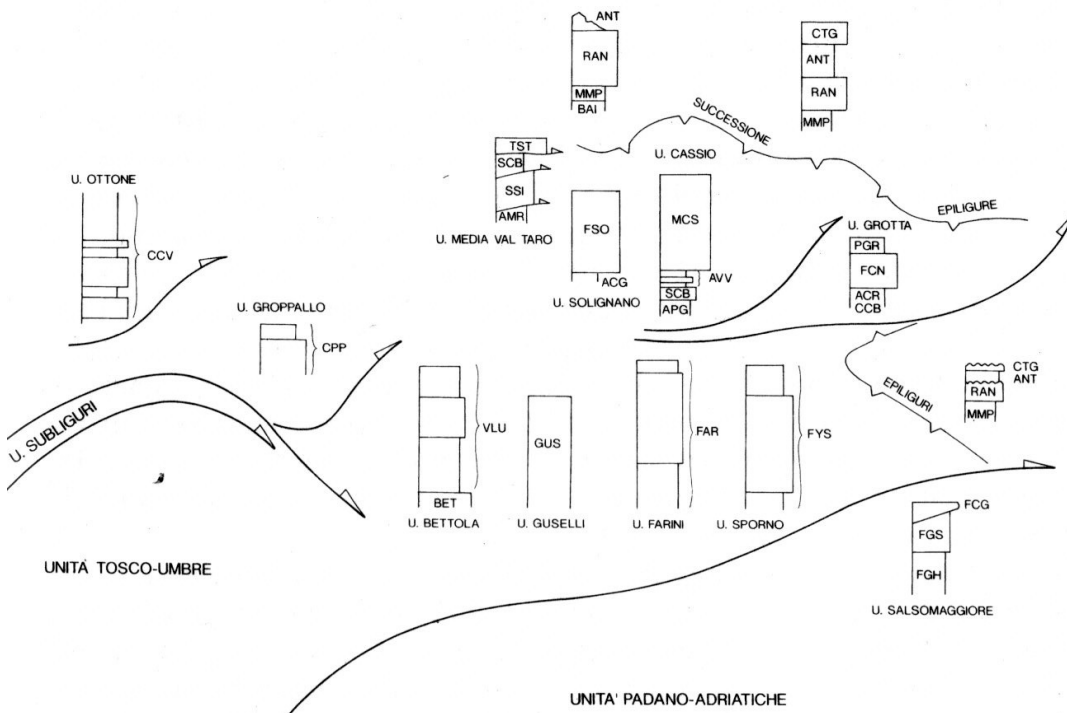 ANT
RAN
MMP
BAI
CTG
ANT
RAN
MMP
SUCCESSIONE
EPILIGURE
TST
SCB
SSI
AMR
U. MEDIA VAL TARO
U. CASSIO
MCS
AVV
SCB
APG
FSO
ACG
U. SOLIGNANO
U. OTTONE
CCV
U. GROTTA
PGR
FCN
ACR
CCB
U. GROPPALLO
CPP
U. SUBLIGURI
VLU
BET
U. BETTOLA
GUS
U. GUSELLI
FAR
U. FARINI
FYS
U. SPORNO
EPILIGURI
CTG
ANT
RAN
MMP
FCG
FGS
FGH
U. SALSOMAGGIORE
UNITÁ TOSCO-UMBRE
UNITA' PADANO-ADRIATICHE